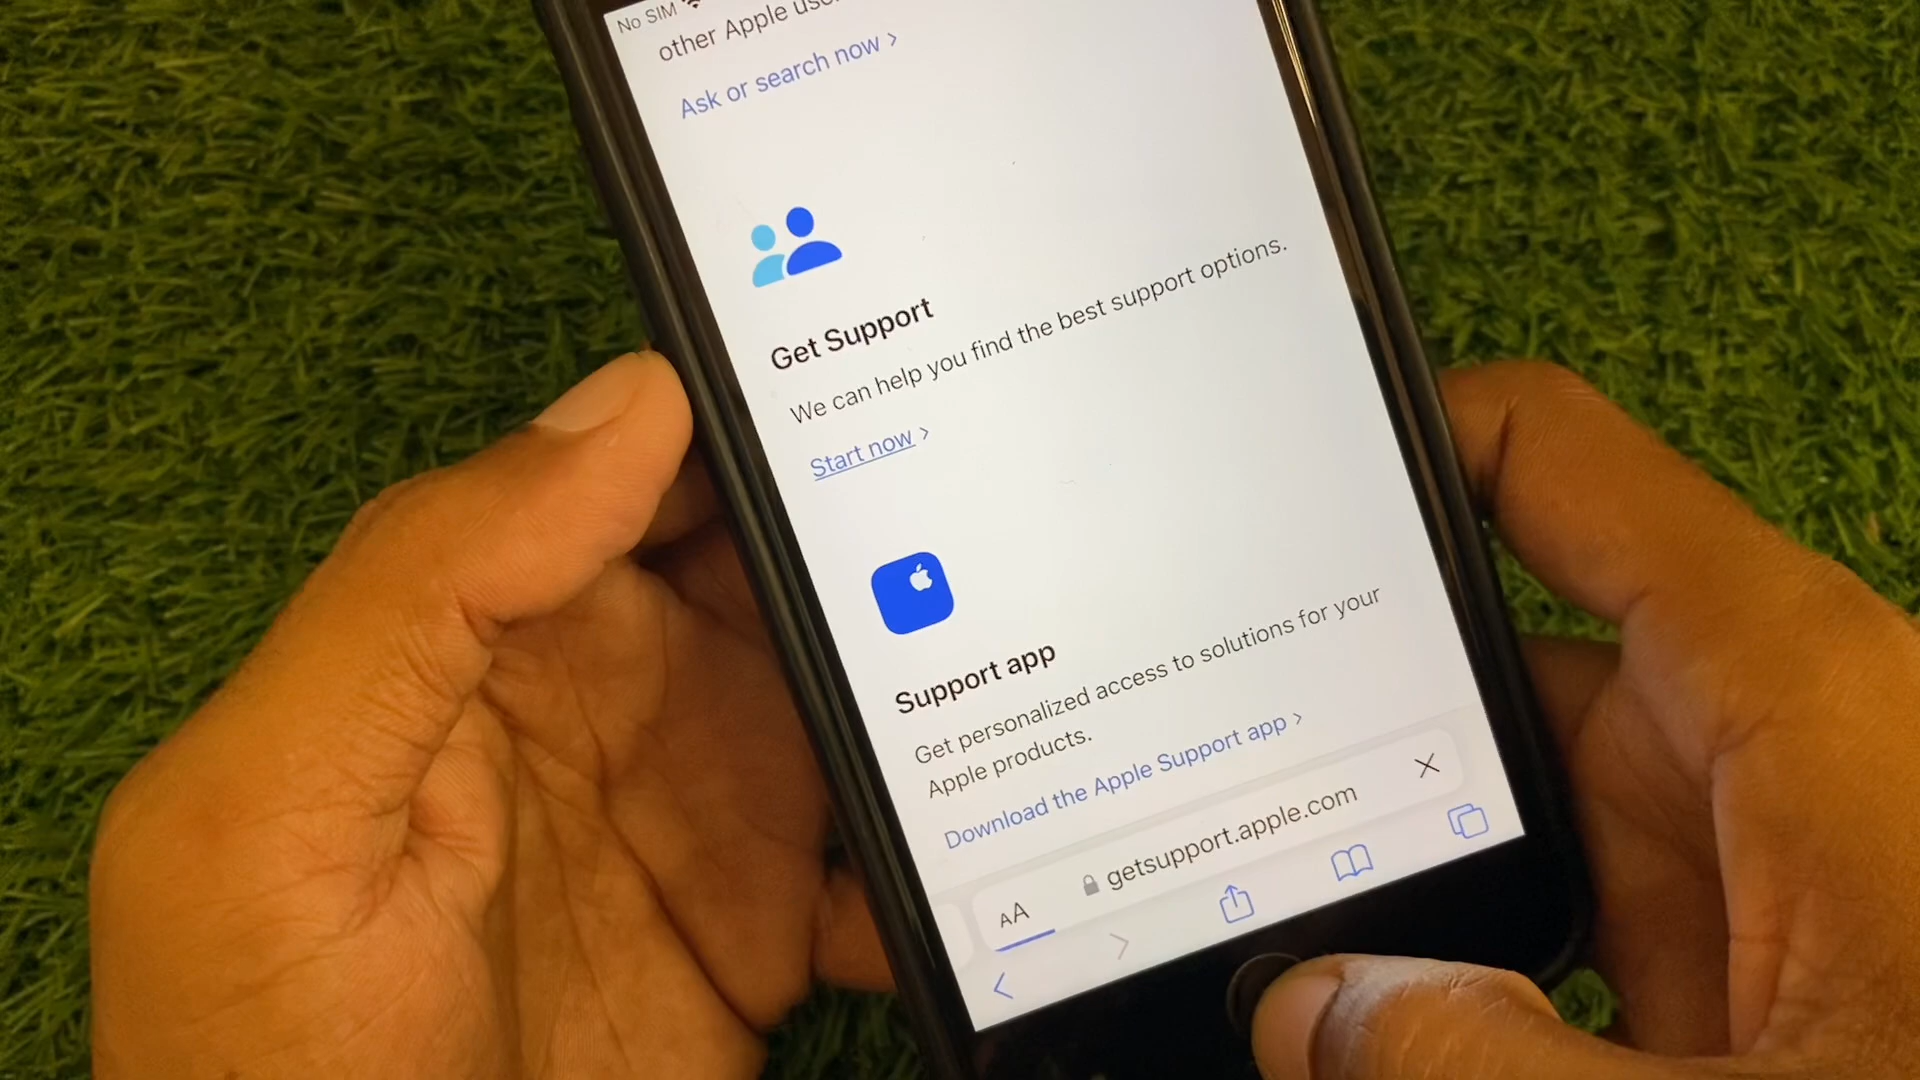 No SIM
other Apple
Ask or search now >
Get Support
We can help you find the best support options.
Start now >
Support app
Get personalized access to solutions for your
Apple products.
Download the Apple Support app >
AA getsupport.apple.com